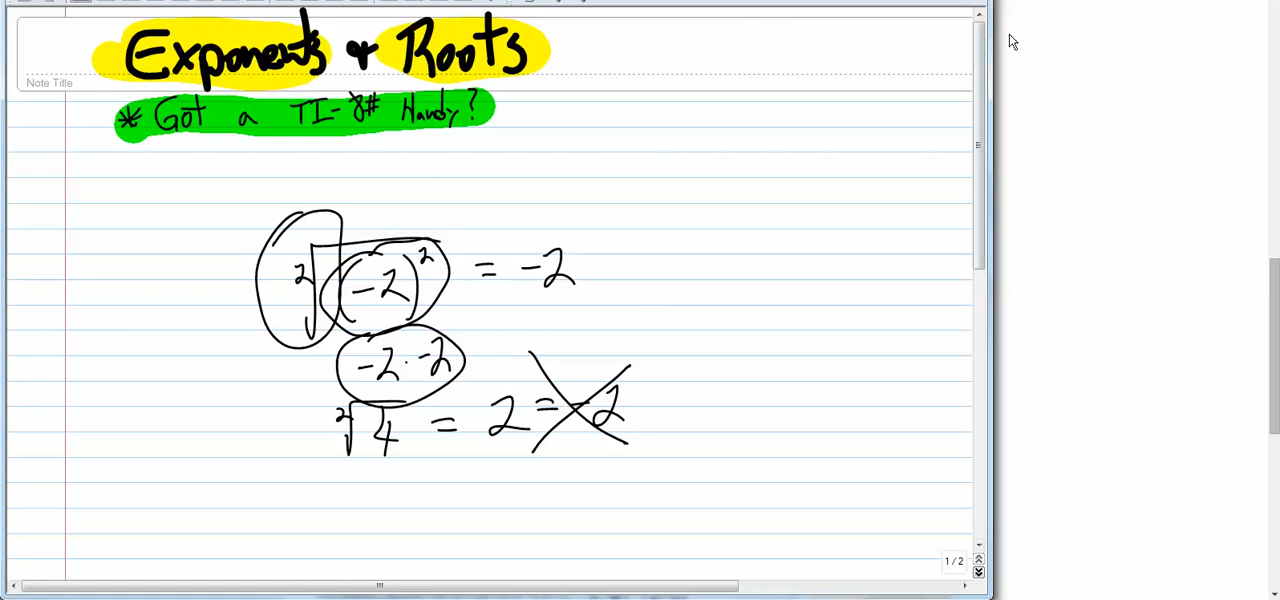 Exponents & Roots
Note Title
* Got a TI-8# Handy?
²√(-2)² = -2
-2 · -2
²√4 = 2 = -2
1 / 2